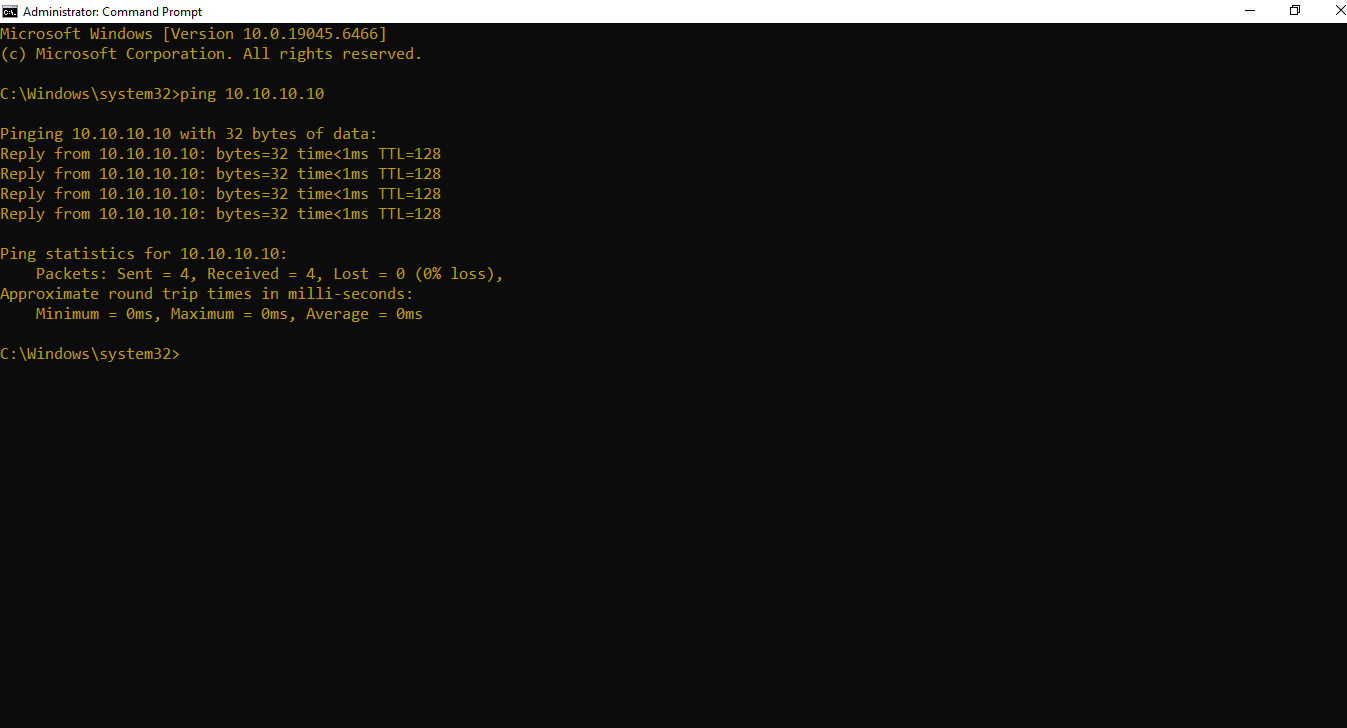 Administrator: Command Prompt
Microsoft Windows [Version 10.0.19045.6466]
(c) Microsoft Corporation. All rights reserved.
C:\Windows\system32>ping 10.10.10.10
Pinging 10.10.10.10 with 32 bytes of data:
Reply from 10.10.10.10: bytes=32 time<1ms TTL=128
Reply from 10.10.10.10: bytes=32 time<1ms TTL=128
Reply from 10.10.10.10: bytes=32 time<1ms TTL=128
Reply from 10.10.10.10: bytes=32 time<1ms TTL=128
Ping statistics for 10.10.10.10:
    Packets: Sent = 4, Received = 4, Lost = 0 (0% loss),
Approximate round trip times in milli-seconds:
    Minimum = 0ms, Maximum = 0ms, Average = 0ms
C:\Windows\system32>